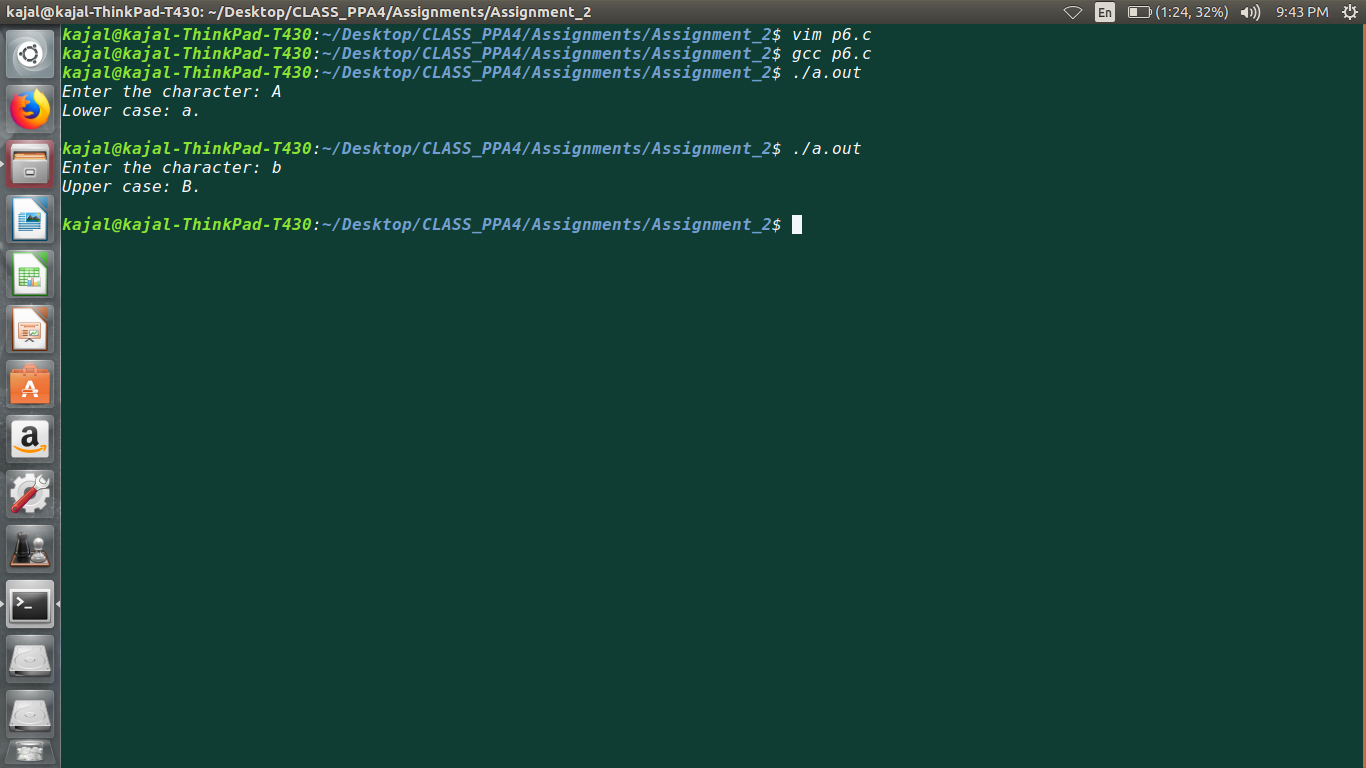 kajal@kajal-ThinkPad-T430: ~/Desktop/CLASS_PPA4/Assignments/Assignment_2
En
(1:24, 32%)
9:43 PM
kajal@kajal-ThinkPad-T430:~/Desktop/CLASS_PPA4/Assignments/Assignment_2$ vim p6.c
kajal@kajal-ThinkPad-T430:~/Desktop/CLASS_PPA4/Assignments/Assignment_2$ gcc p6.c
kajal@kajal-ThinkPad-T430:~/Desktop/CLASS_PPA4/Assignments/Assignment_2$ ./a.out
Enter the character: A
Lower case: a.
kajal@kajal-ThinkPad-T430:~/Desktop/CLASS_PPA4/Assignments/Assignment_2$ ./a.out
Enter the character: b
Upper case: B.
kajal@kajal-ThinkPad-T430:~/Desktop/CLASS_PPA4/Assignments/Assignment_2$
A
a
>_